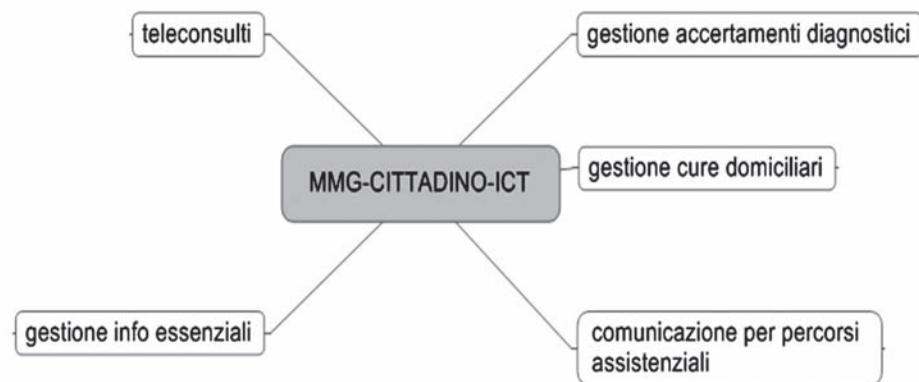 teleconsulti
gestione accertamenti diagnostici
MMG-CITTADINO-ICT
gestione cure domiciliari
gestione info essenziali
comunicazione per percorsi
assistenziali